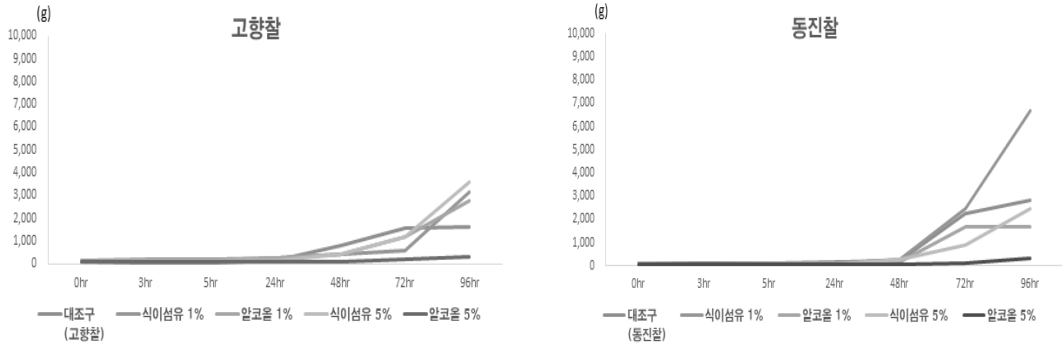 (g)
고향찰
10,000
9,000
8,000
7,000
6,000
5,000
4,000
3,000
2,000
1,000
0
0hr 3hr 5hr 24hr 48hr 72hr 96hr
대조구 식이섬유 1% 알코올 1% 식이섬유 5% 알코올 5%
(고향찰)
(g)
동진찰
10,000
9,000
8,000
7,000
6,000
5,000
4,000
3,000
2,000
1,000
0
0hr 3hr 5hr 24hr 48hr 72hr 96hr
대조구 식이섬유 1% 알코올 1% 식이섬유 5% 알코올 5%
(동진찰)